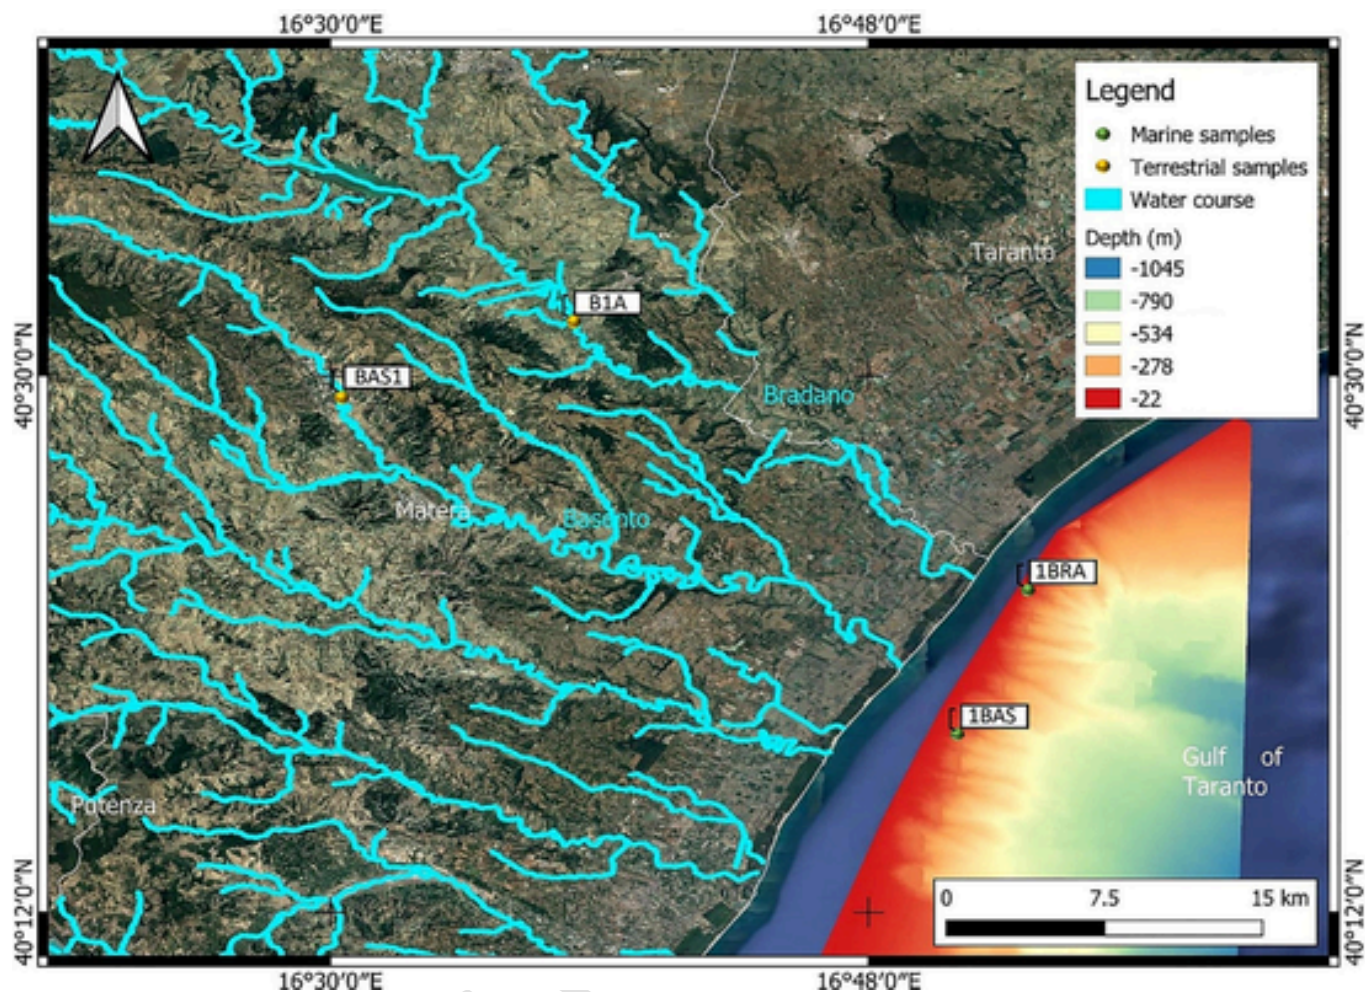 16°30′0″E
16°48′0″E
Legend
Marine samples
Terrestrial samples
Water course
Depth (m)
-1045
-790
-534
-278
-22
Taranto
B1A
40°30′0″N
40°30′0″N
BAS1
Bradano
Matera
Basento
1BRA
1BAS
Gulf of
Taranto
Potenza
0 7.5 15 km
40°12′0″N
40°12′0″N
16°30′0″E
16°48′0″E